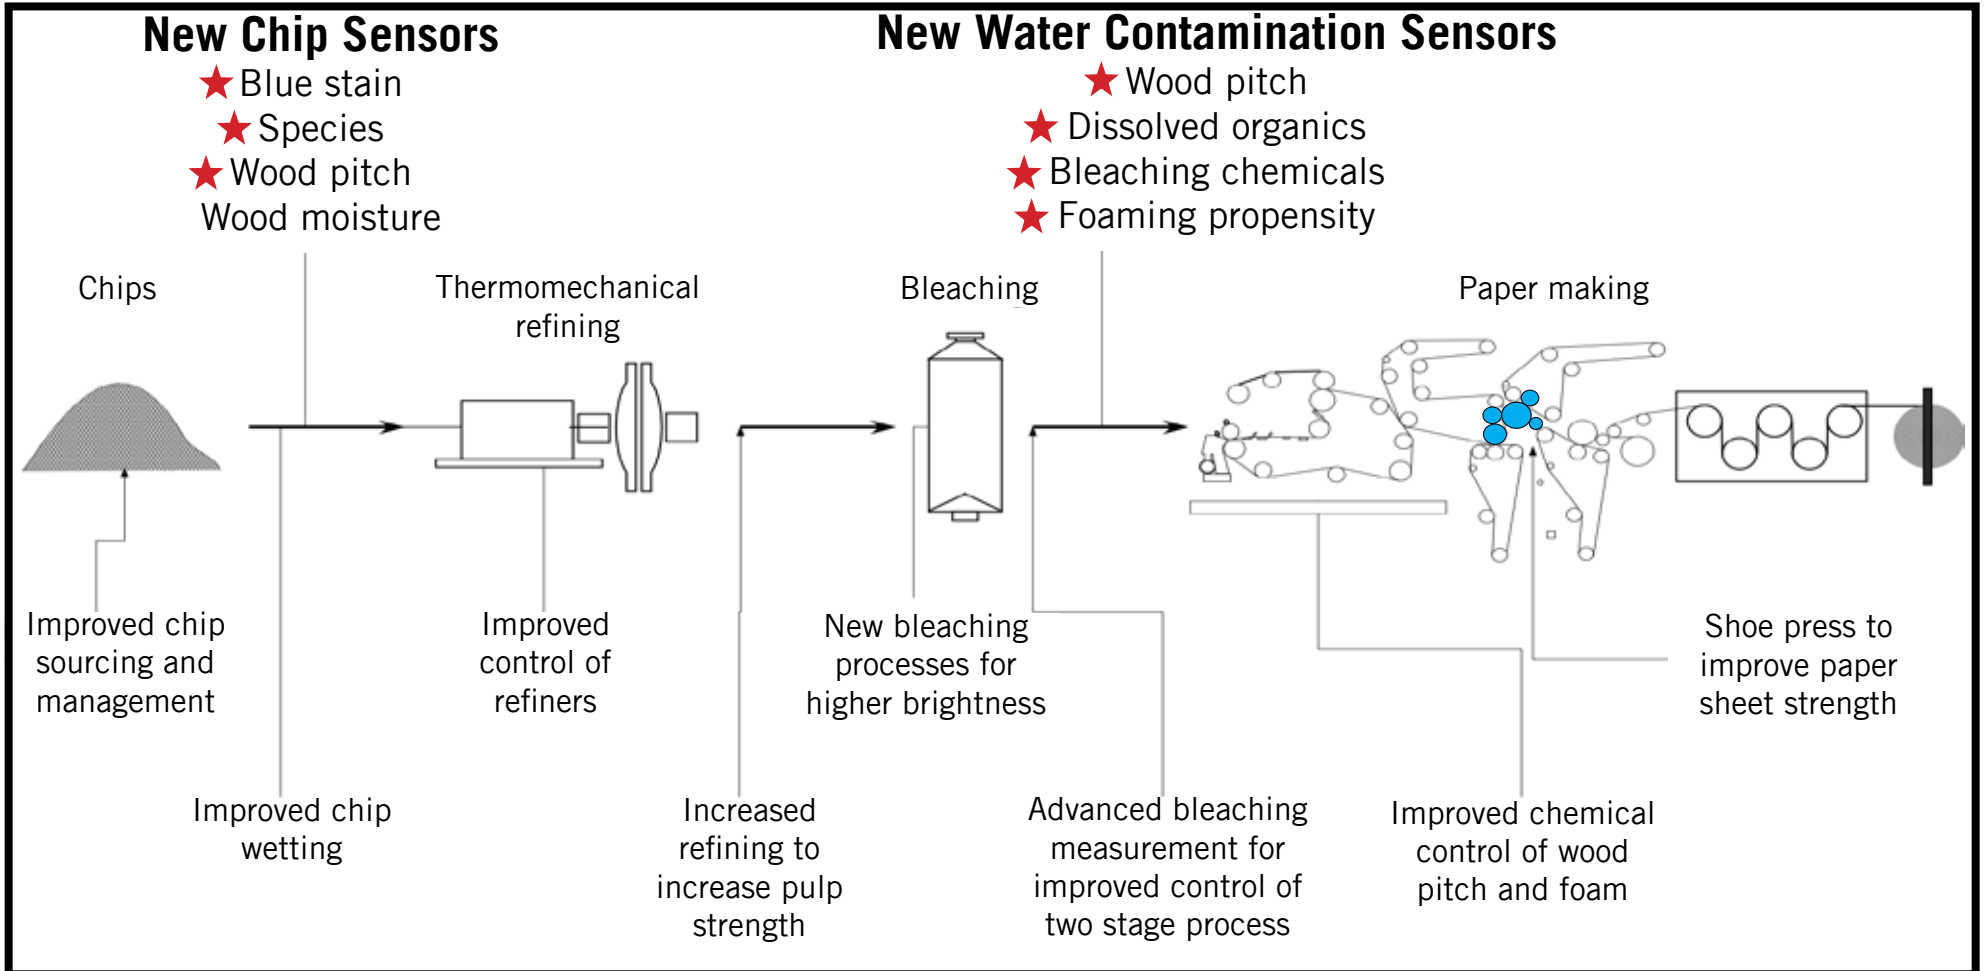 New Chip Sensors
Blue stain
Species
Wood pitch
Wood moisture
New Water Contamination Sensors
Wood pitch
Dissolved organics
Bleaching chemicals
Foaming propensity
Chips
Thermomechanical
refining
Bleaching
Paper making
Improved chip
sourcing and
management
Improved
control of
refiners
New bleaching
processes for
higher brightness
Shoe press to
improve paper
sheet strength
Improved chip
wetting
Increased
refining to
increase pulp
strength
Advanced bleaching
measurement for
improved control of
two stage process
Improved chemical
control of wood
pitch and foam